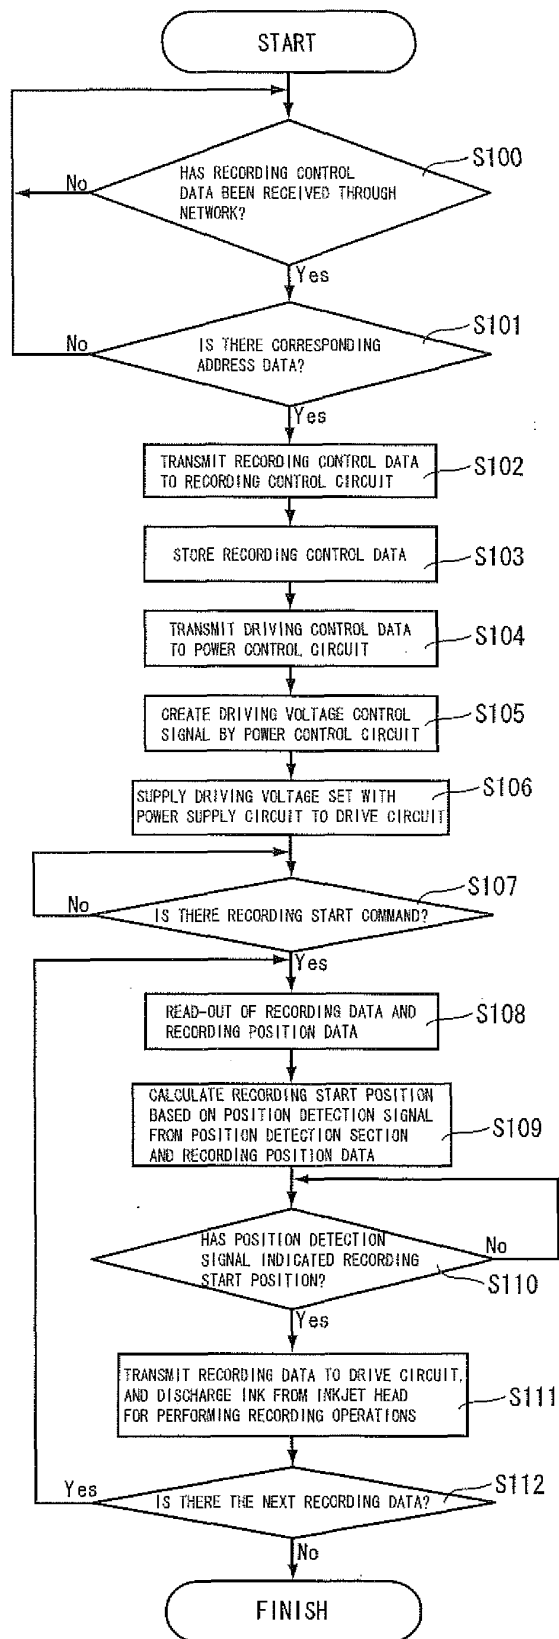 START
S100
No
HAS RECORDING CONTROL
DATA BEEN RECEIVED THROUGH
NETWORK?
Yes
S101
No
IS THERE CORRESPONDING
ADDRESS DATA?
Yes
TRANSMIT RECORDING CONTROL DATA
TO RECORDING CONTROL CIRCUIT
S102
STORE RECORDING CONTROL DATA
S103
TRANSMIT DRIVING CONTROL DATA
TO POWER CONTROL CIRCUIT
S104
CREATE DRIVING VOLTAGE CONTROL
SIGNAL BY POWER CONTROL CIRCUIT
S105
SUPPLY DRIVING VOLTAGE SET WITH
POWER SUPPLY CIRCUIT TO DRIVE CIRCUIT
S106
S107
No
IS THERE RECORDING START COMMAND?
Yes
READ-OUT OF RECORDING DATA AND
RECORDING POSITION DATA
S108
CALCULATE RECORDING START POSITION
BASED ON POSITION DETECTION SIGNAL
FROM POSITION DETECTION SECTION
AND RECORDING POSITION DATA
S109
HAS POSITION DETECTION
SIGNAL INDICATED RECORDING
START POSITION?
No
S110
Yes
TRANSMIT RECORDING DATA TO DRIVE CIRCUIT,
AND DISCHARGE INK FROM INKJET HEAD
FOR PERFORMING RECORDING OPERATIONS
S111
Yes
IS THERE THE NEXT RECORDING DATA?
S112
No
FINISH